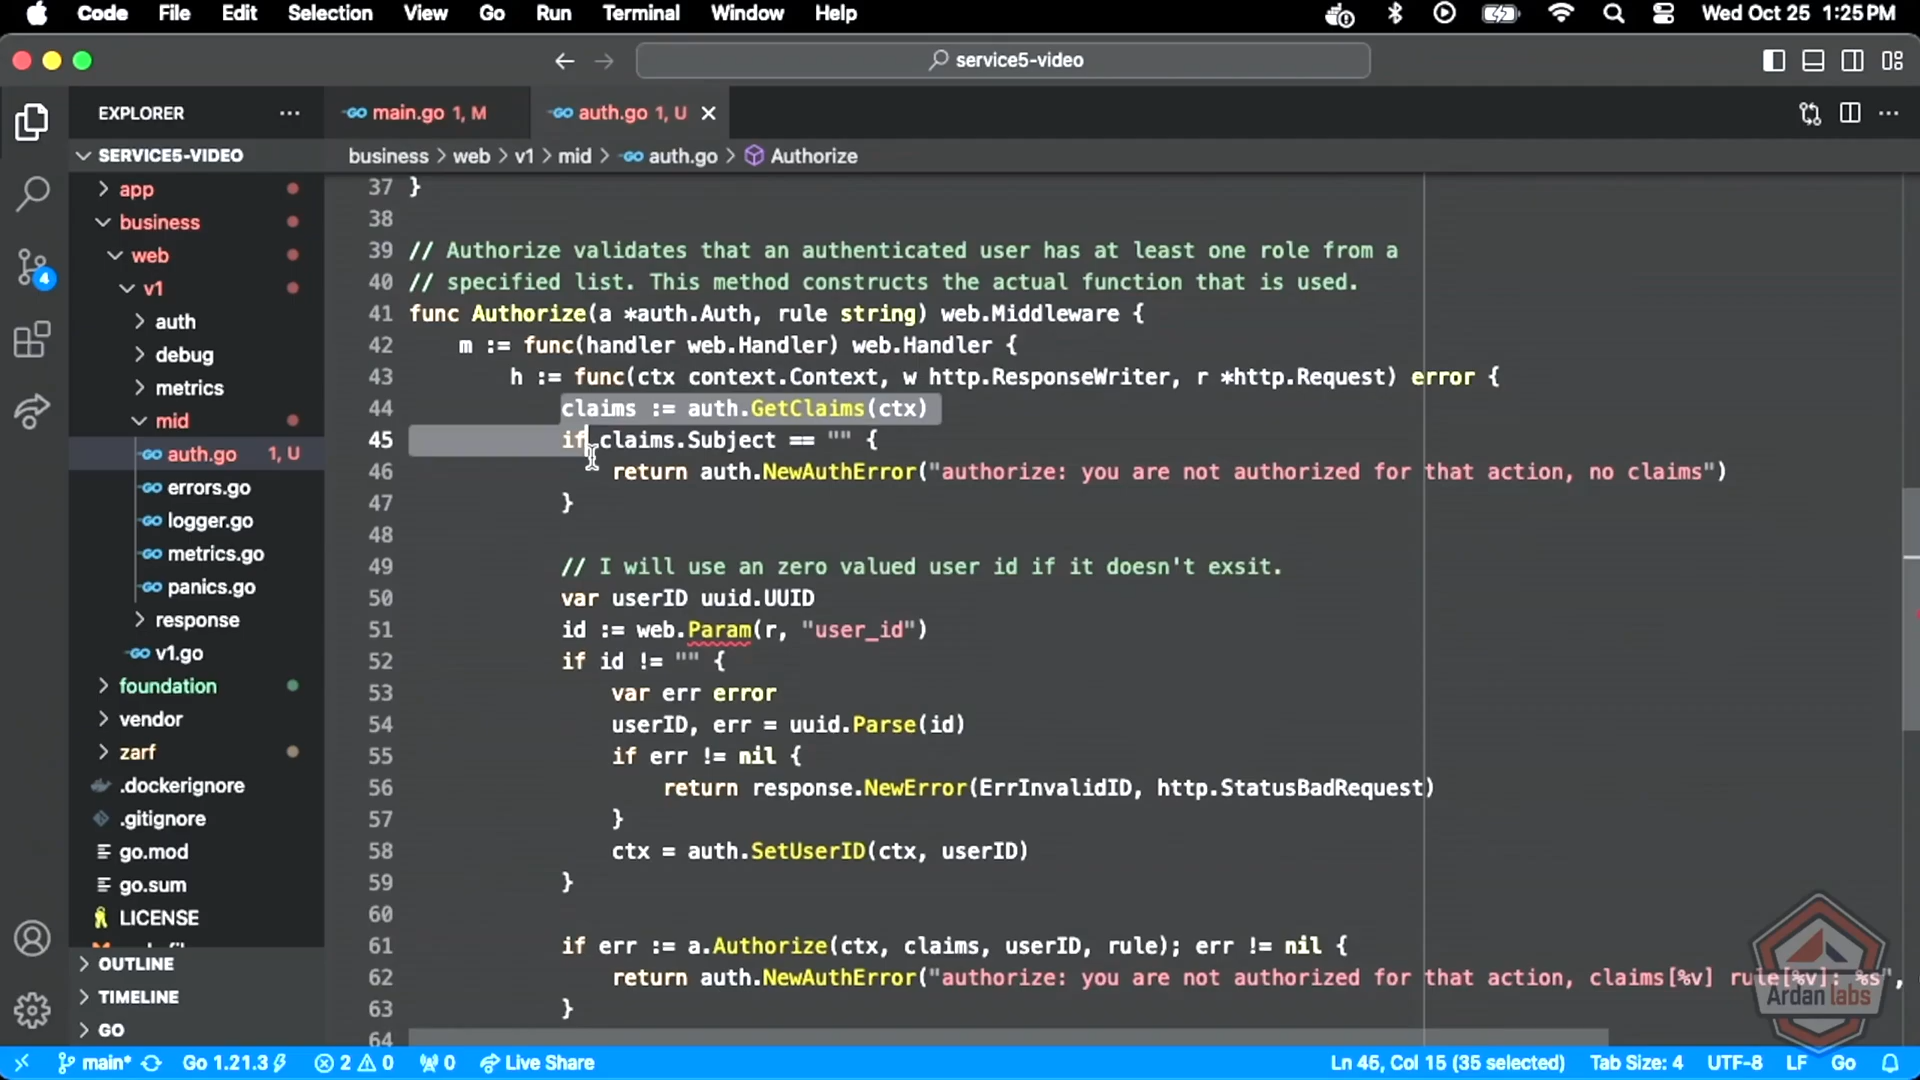 Code File Edit Selection View Go Run Terminal Window Help Wed Oct 25 1:25 PM
service5-video
EXPLORER
main.go 1, M
auth.go 1, U
SERVICE5-VIDEO
business > web > v1 > mid > auth.go > Authorize
app
business
web
v1
auth
debug
metrics
mid
auth.go 1, U
errors.go
logger.go
metrics.go
panics.go
response
v1.go
foundation
vendor
zarf
.dockerignore
.gitignore
go.mod
go.sum
LICENSE
OUTLINE
TIMELINE
GO
4
37 }
38
39 // Authorize validates that an authenticated user has at least one role from a
40 // specified list. This method constructs the actual function that is used.
41 func Authorize(a *auth.Auth, rule string) web.Middleware {
42 m := func(handler web.Handler) web.Handler {
43 h := func(ctx context.Context, w http.ResponseWriter, r *http.Request) error {
44 claims := auth.GetClaims(ctx)
45 if claims.Subject == "" {
46 return auth.NewAuthError("authorize: you are not authorized for that action, no claims")
47 }
48
49 // I will use an zero valued user id if it doesn't exsit.
50 var userID uuid.UUID
51 id := web.Param(r, "user_id")
52 if id != "" {
53 var err error
54 userID, err = uuid.Parse(id)
55 if err != nil {
56 return response.NewError(ErrInvalidID, http.StatusBadRequest)
57 }
58 ctx = auth.SetUserID(ctx, userID)
59 }
60
61 if err := a.Authorize(ctx, claims, userID, rule); err != nil {
62 return auth.NewAuthError("authorize: you are not authorized for that action, claims[%v] rule[%v]: %s",
63 }
64
Ardan labs
main* Go 1.21.3 2 0 0 Live Share Ln 45, Col 15 (35 selected) Tab Size: 4 UTF-8 LF Go